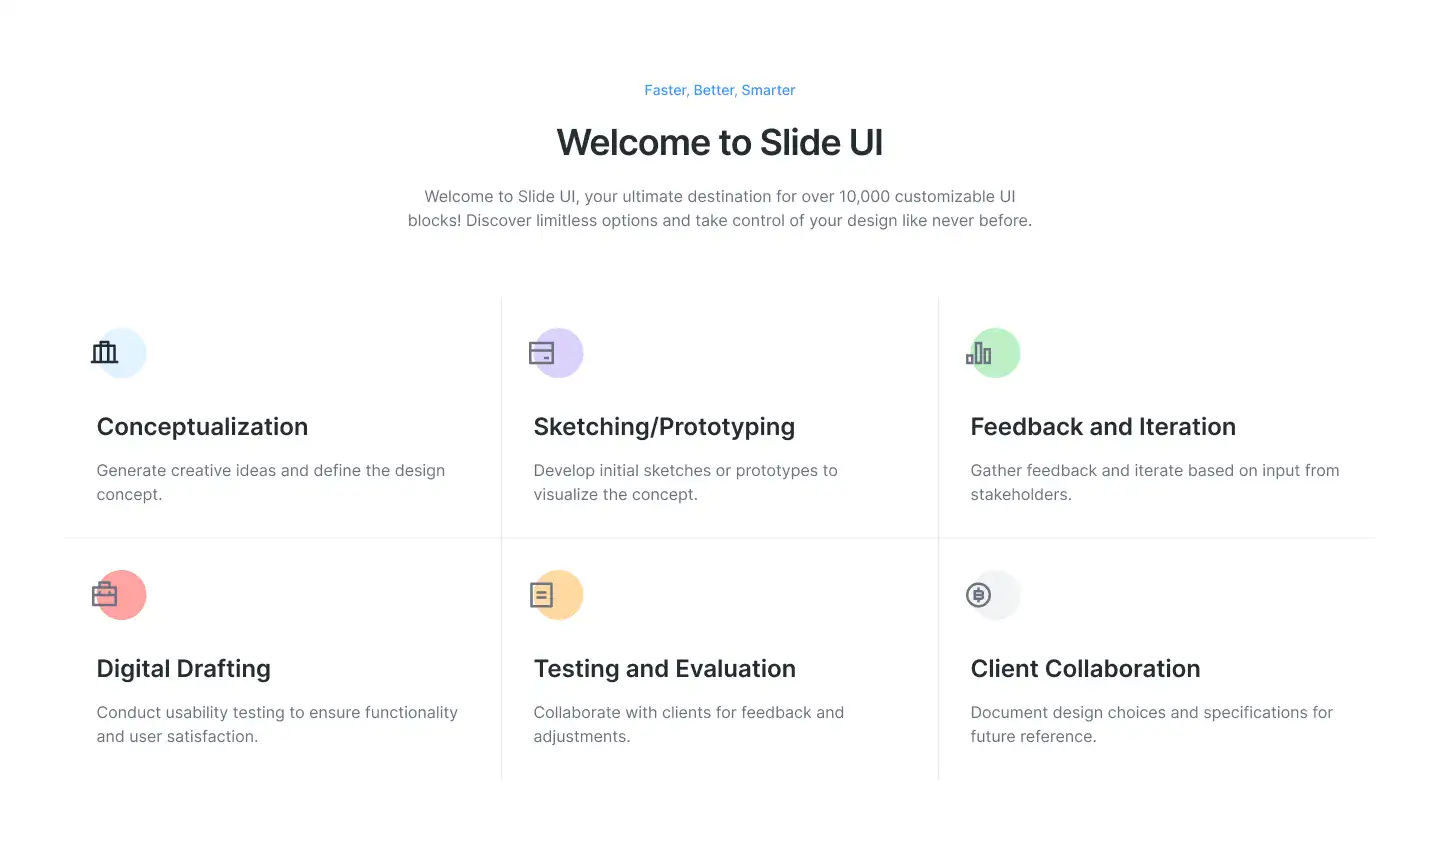 Faster, Better, Smarter
Welcome to Slide UI
Welcome to Slide UI, your ultimate destination for over 10,000 customizable UI
blocks! Discover limitless options and take control of your design like never before.
Conceptualization
Generate creative ideas and define the design
concept.
Sketching/Prototyping
Develop initial sketches or prototypes to
visualize the concept.
Feedback and Iteration
Gather feedback and iterate based on input from
stakeholders.
Digital Drafting
Conduct usability testing to ensure functionality
and user satisfaction.
Testing and Evaluation
Collaborate with clients for feedback and
adjustments.
Client Collaboration
Document design choices and specifications for
future reference.